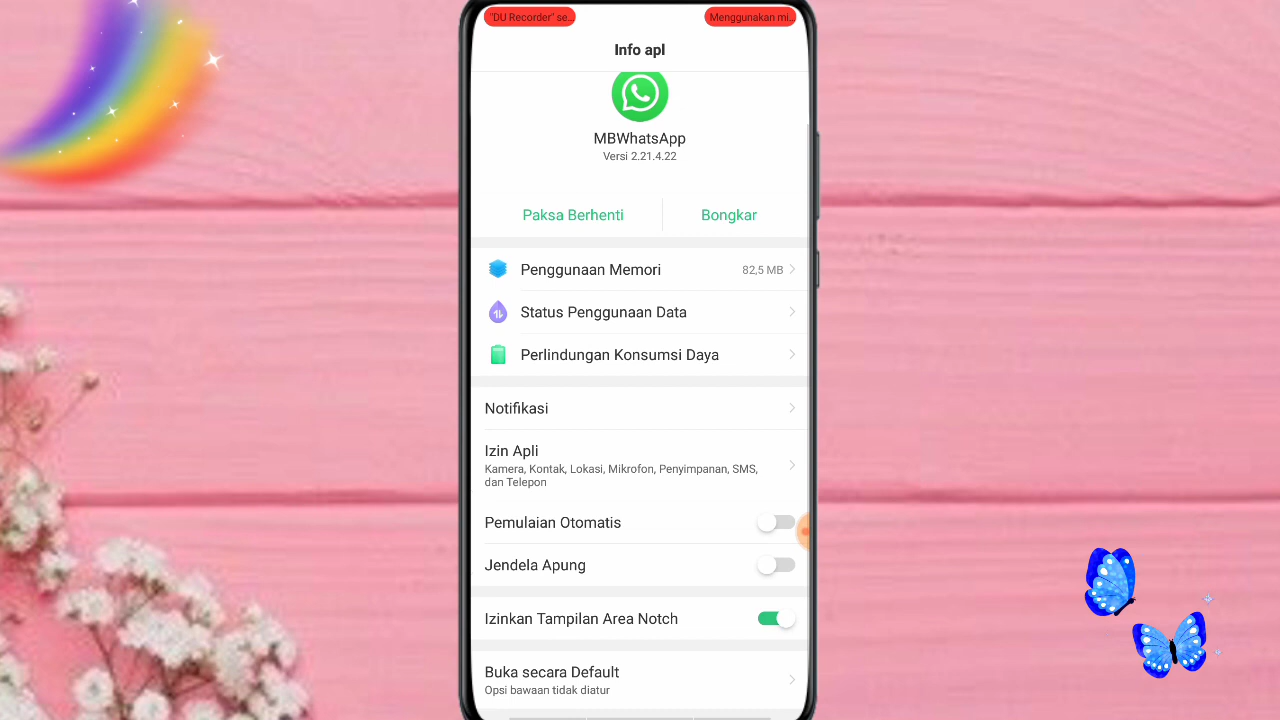 "DU Recorder" se...
Menggunakan mi...
Info apl
MBWhatsApp
Versi 2.21.4.22
Paksa Berhenti
Bongkar
Penggunaan Memori
82,5 MB
Status Penggunaan Data
Perlindungan Konsumsi Daya
Notifikasi
Izin Apli
Kamera, Kontak, Lokasi, Mikrofon, Penyimpanan, SMS,
dan Telepon
Pemulaian Otomatis
Jendela Apung
Izinkan Tampilan Area Notch
Buka secara Default
Opsi bawaan tidak diatur